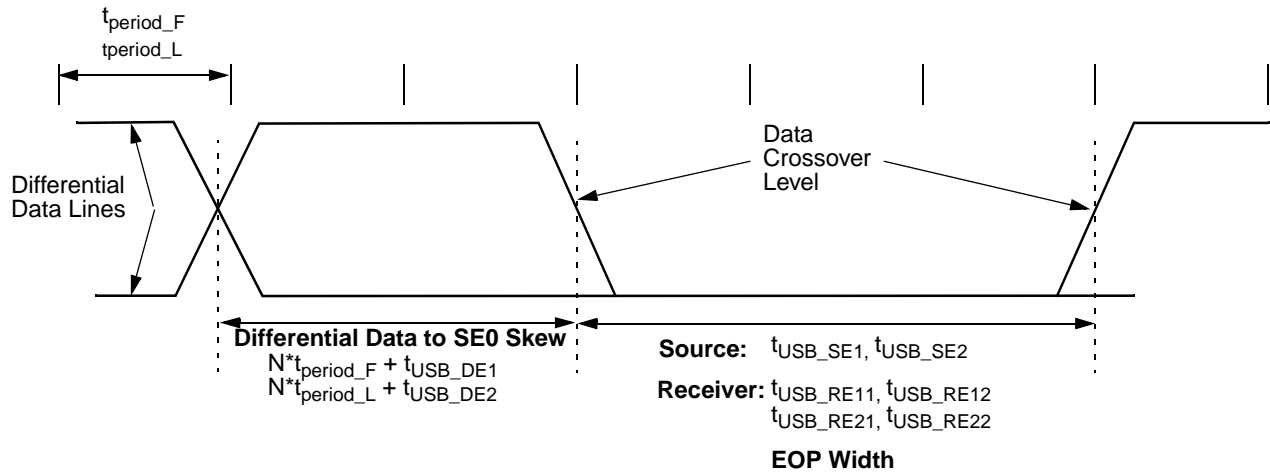 tperiod_F
tperiod_L
Differential
Data Lines
Data
Crossover
Level
Differential Data to SE0 Skew
N*tperiod_F + tUSB_DE1
N*tperiod_L + tUSB_DE2
Source: tUSB_SE1, tUSB_SE2
Receiver: tUSB_RE11, tUSB_RE12
tUSB_RE21, tUSB_RE22
EOP Width